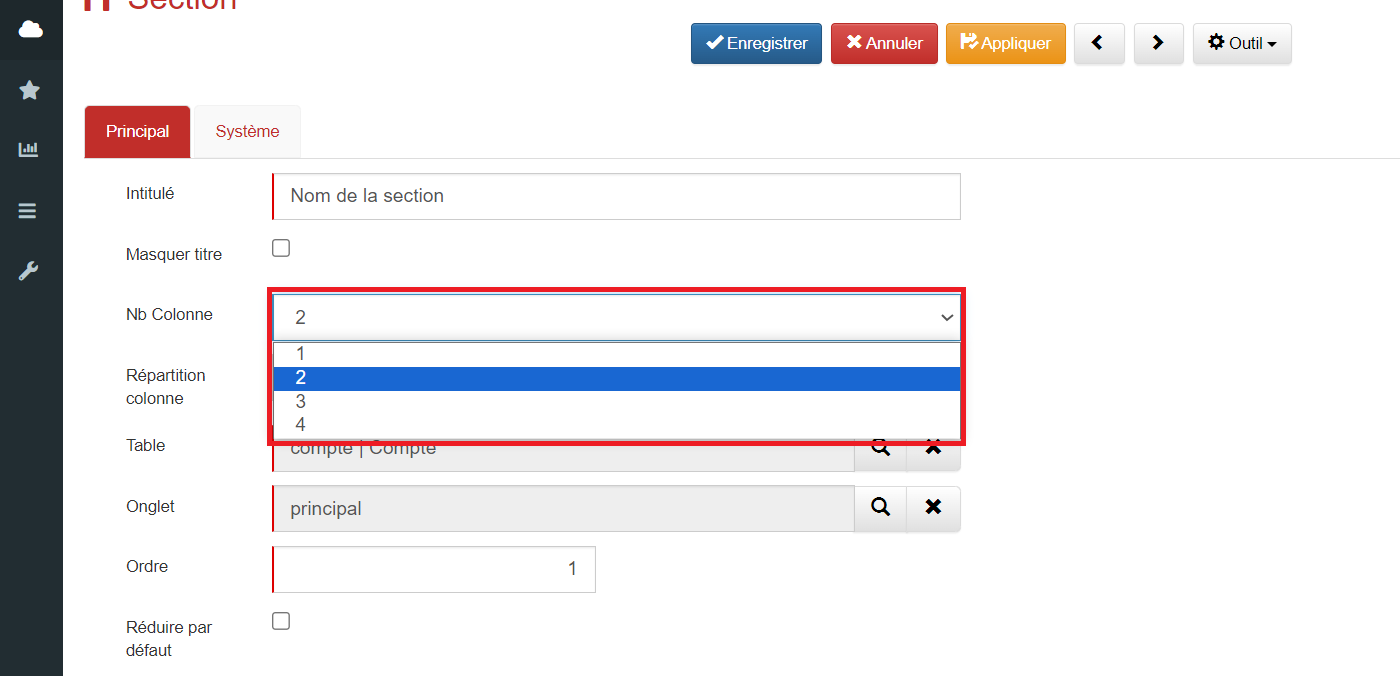 Section
Enregistrer Annuler Appliquer Outil
Principal Système
Intitulé Nom de la section
Masquer titre
Nb Colonne 2
1
2
3
4
Répartition
colonne
Table compte | Compte
Onglet principal
Ordre 1
Réduire par
défaut